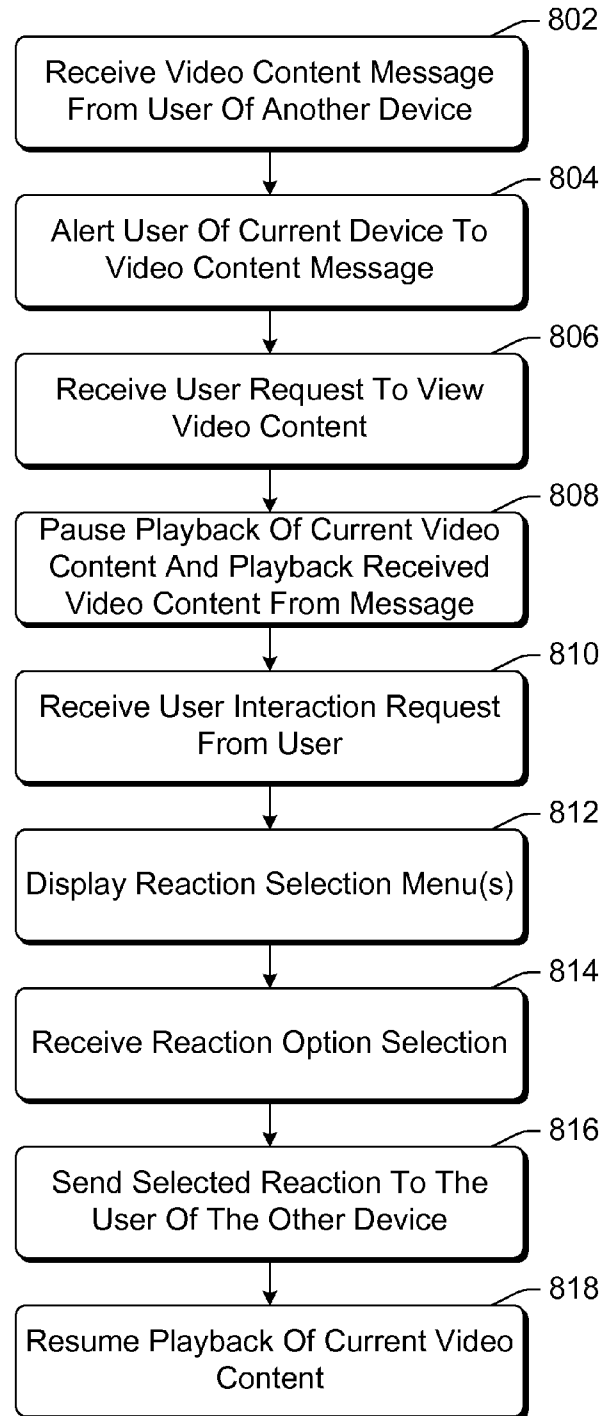 802
Receive Video Content Message
From User Of Another Device
804
Alert User Of Current Device To
Video Content Message
806
Receive User Request To View
Video Content
808
Pause Playback Of Current Video
Content And Playback Received
Video Content From Message
810
Receive User Interaction Request
From User
812
Display Reaction Selection Menu(s)
814
Receive Reaction Option Selection
816
Send Selected Reaction To The
User Of The Other Device
818
Resume Playback Of Current Video
Content